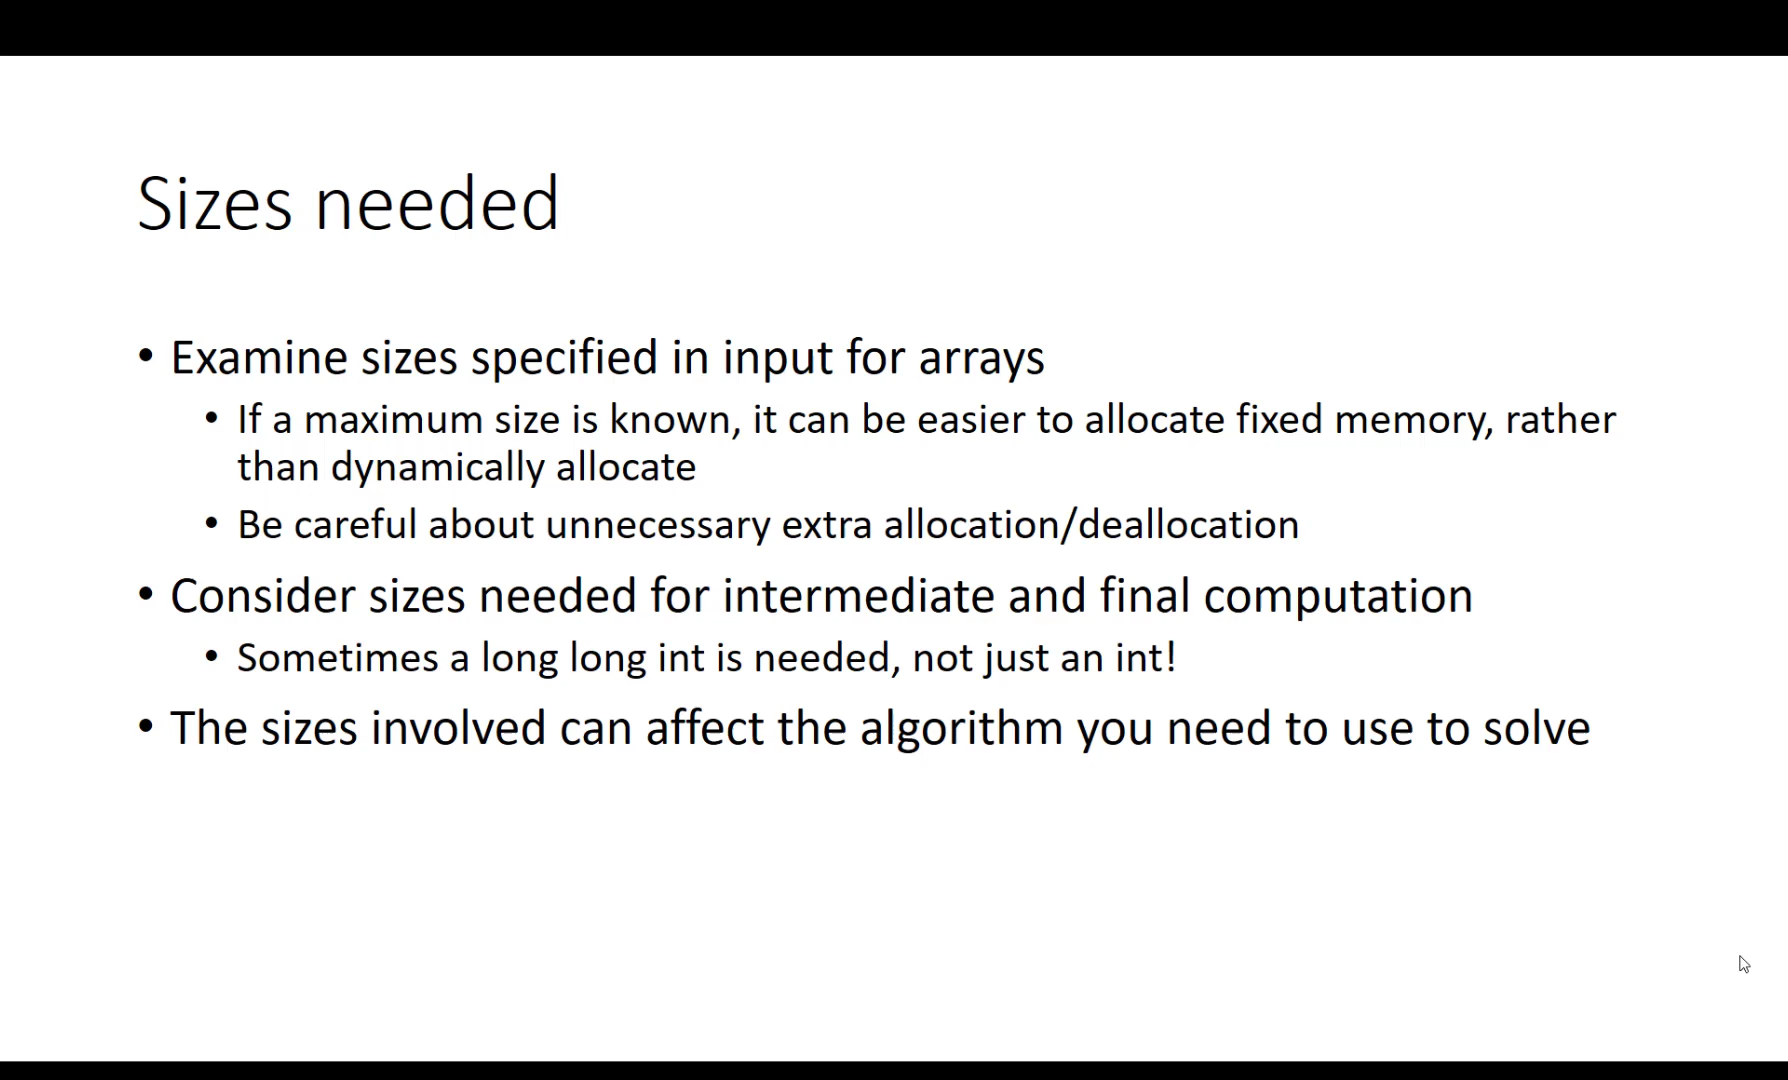 Sizes needed
• Examine sizes specified in input for arrays
• If a maximum size is known, it can be easier to allocate fixed memory, rather
than dynamically allocate
• Be careful about unnecessary extra allocation/deallocation
• Consider sizes needed for intermediate and final computation
• Sometimes a long long int is needed, not just an int!
• The sizes involved can affect the algorithm you need to use to solve